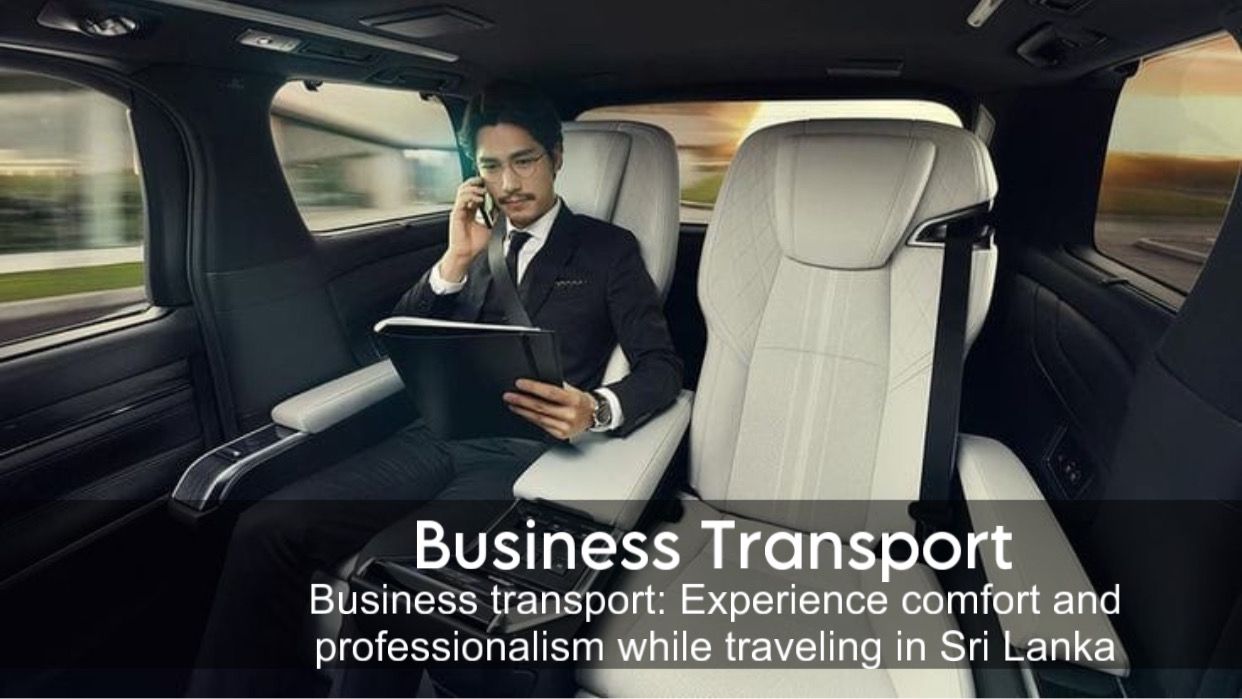 Business Transport
Business transport: Experience comfort and
professionalism while traveling in Sri Lanka